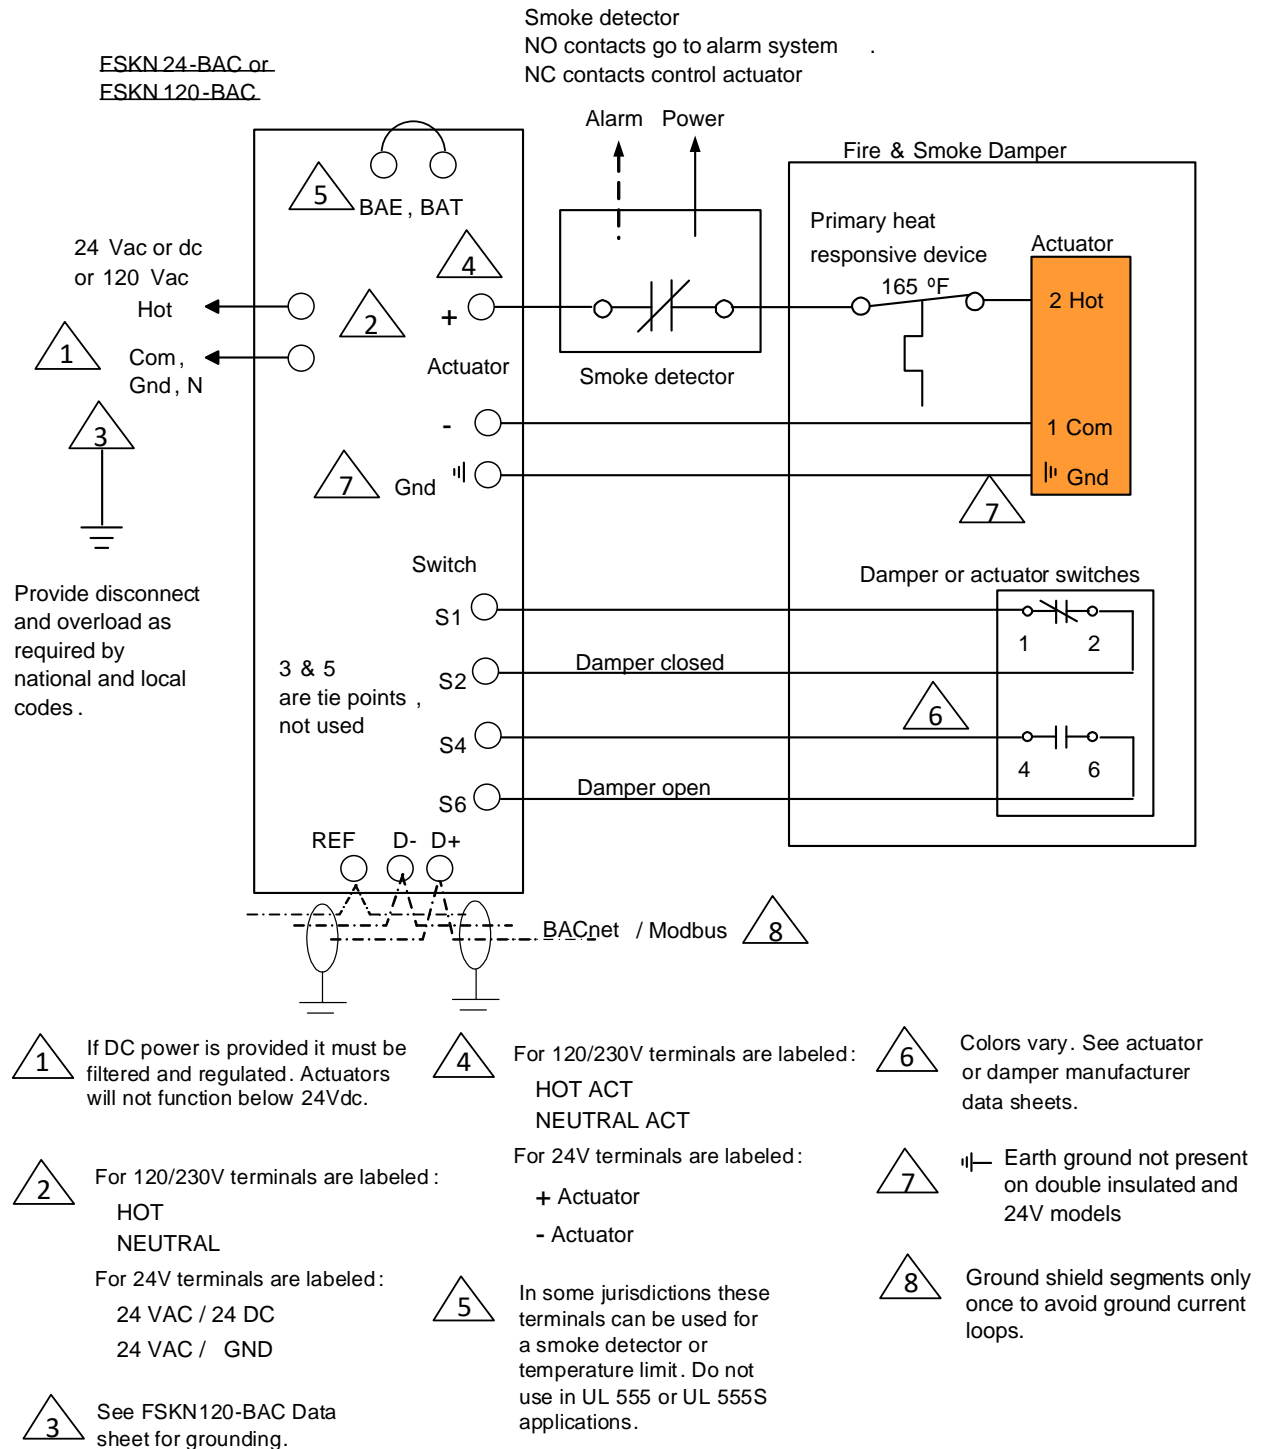 Smoke detector
NO contacts go to alarm system .
NC contacts control actuator
FSKN 24-BAC or
FSKN 120-BAC
Alarm Power
Fire & Smoke Damper
5
BAE, BAT
Primary heat
responsive device
165 ºF
Actuator
24 Vac or dc
or 120 Vac
Hot
4
2
+
2 Hot
1
Com,
Gnd, N
Actuator
Smoke detector
3
-
1 Com
7
Gnd
Gnd
7
Switch
Damper or actuator switches
Provide disconnect
and overload as
required by
national and local
codes.
S1
1 2
3 & 5
are tie points ,
not used
S2
Damper closed
6
S4
4 6
S6
Damper open
REF D- D+
BACnet / Modbus
8
1
If DC power is provided it must be
filtered and regulated. Actuators
will not function below 24Vdc.
2
For 120/230V terminals are labeled:
HOT
NEUTRAL
For 24V terminals are labeled:
24 VAC / 24 DC
24 VAC / GND
3
See FSKN120-BAC Data
sheet for grounding.
4
For 120/230V terminals are labeled:
HOT ACT
NEUTRAL ACT
For 24V terminals are labeled:
+ Actuator
- Actuator
5
In some jurisdictions these
terminals can be used for
a smoke detector or
temperature limit. Do not
use in UL 555 or UL 555S
applications.
6
Colors vary. See actuator
or damper manufacturer
data sheets.
7
Earth ground not present
on double insulated and
24V models
8
Ground shield segments only
once to avoid ground current
loops.